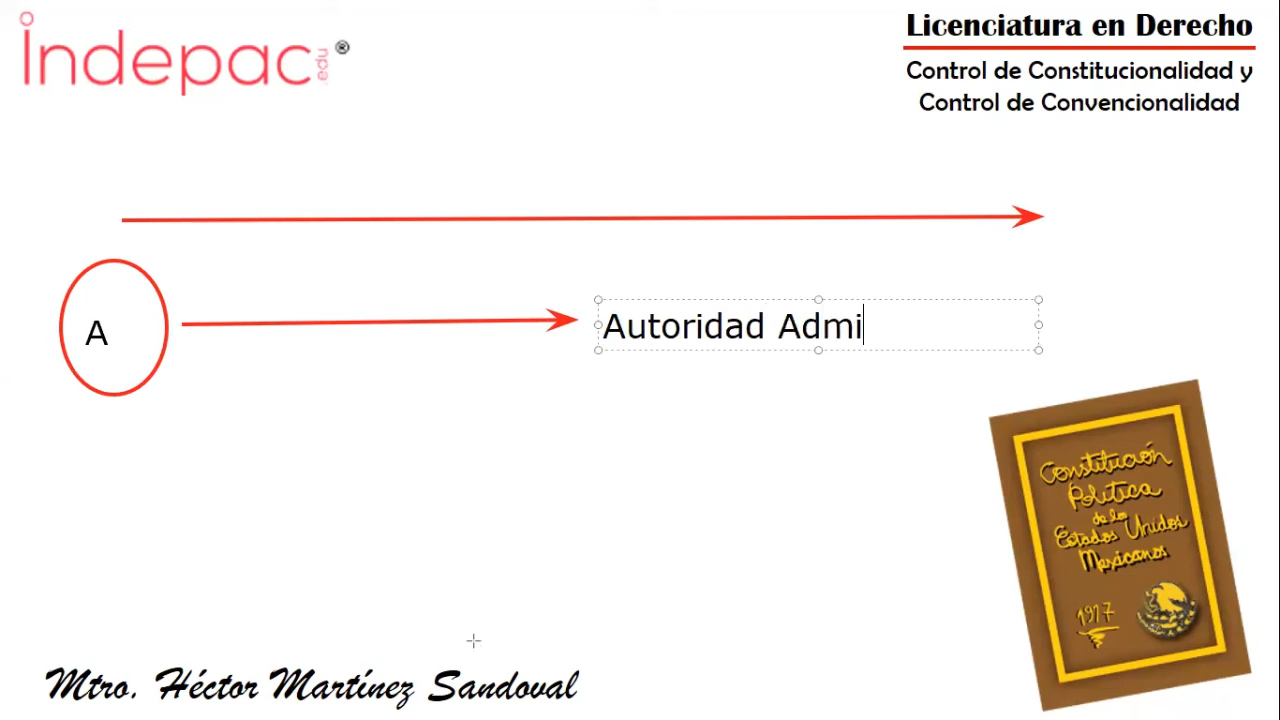 Indepac.edu®
Licenciatura en Derecho
Control de Constitucionalidad y
Control de Convencionalidad
A
Autoridad Admi
Constitución
Política
de los
Estados Unidos
Mexicanos
1917
Mtro. Héctor Martínez Sandoval